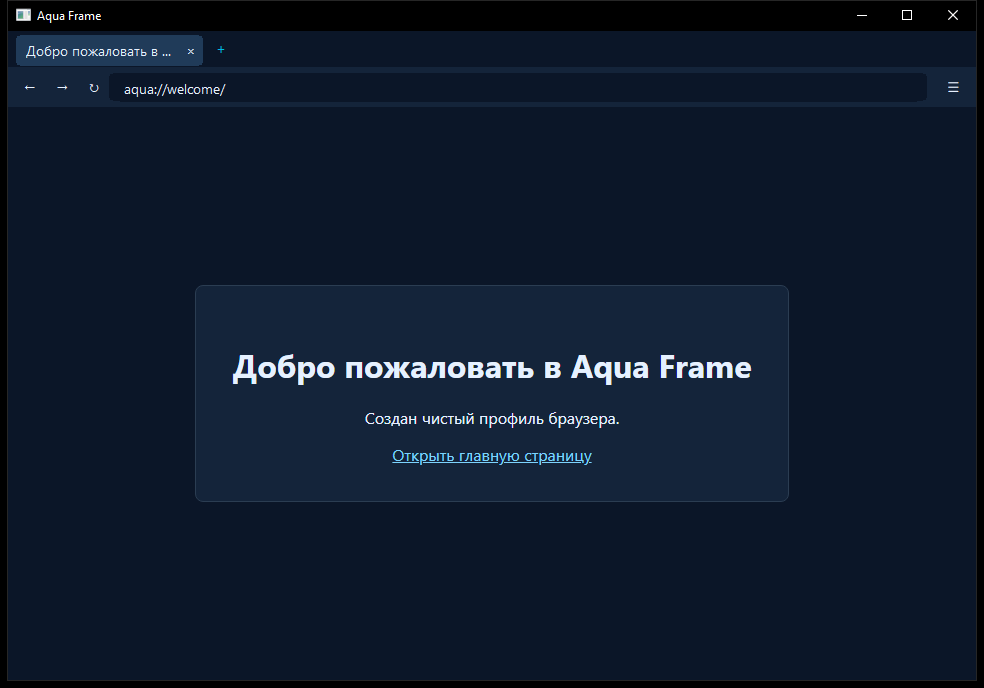 Aqua Frame
Добро пожаловать в ...
aqua://welcome/
Добро пожаловать в Aqua Frame
Создан чистый профиль браузера.
Открыть главную страницу